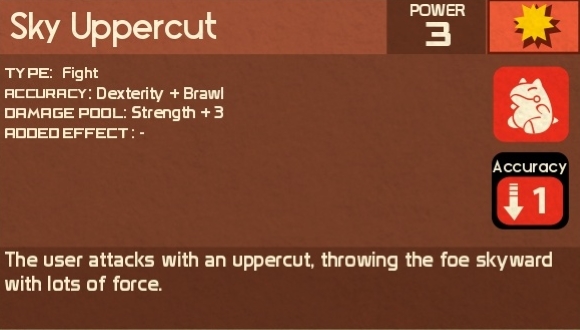 Sky Uppercut
POWER
3
TYPE: Fight
ACCURACY: Dexterity + Brawl
DAMAGE POOL: Strength + 3
ADDED EFFECT: -
Accuracy
1
The user attacks with an uppercut, throwing the foe skyward
with lots of force.